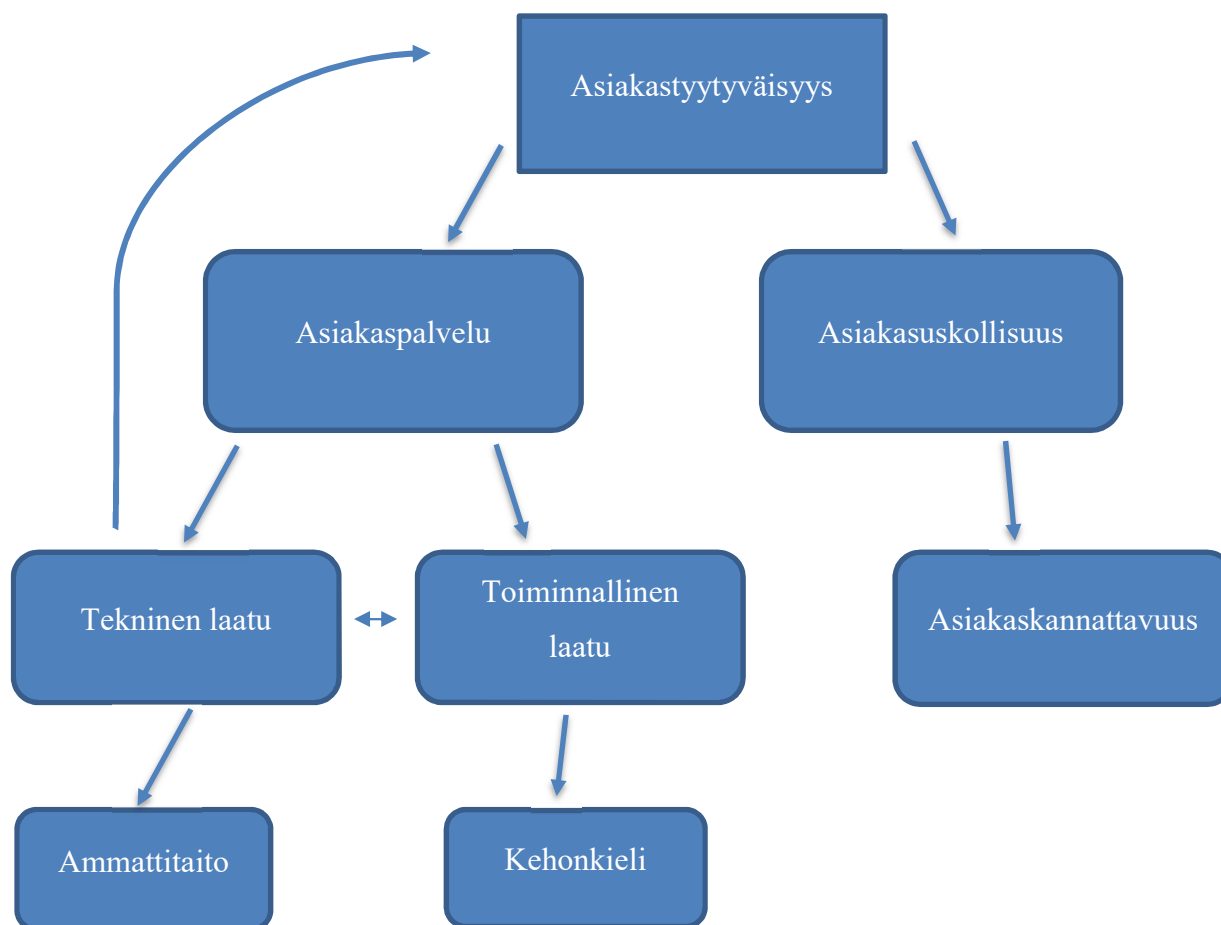 Asiakastyytyväisyys
Asiakaspalvelu
Asiakasuskollisuus
Tekninen laatu
Toiminnallinen
laatu
Asiakaskannattavuus
Ammattitaito
Kehonkieli